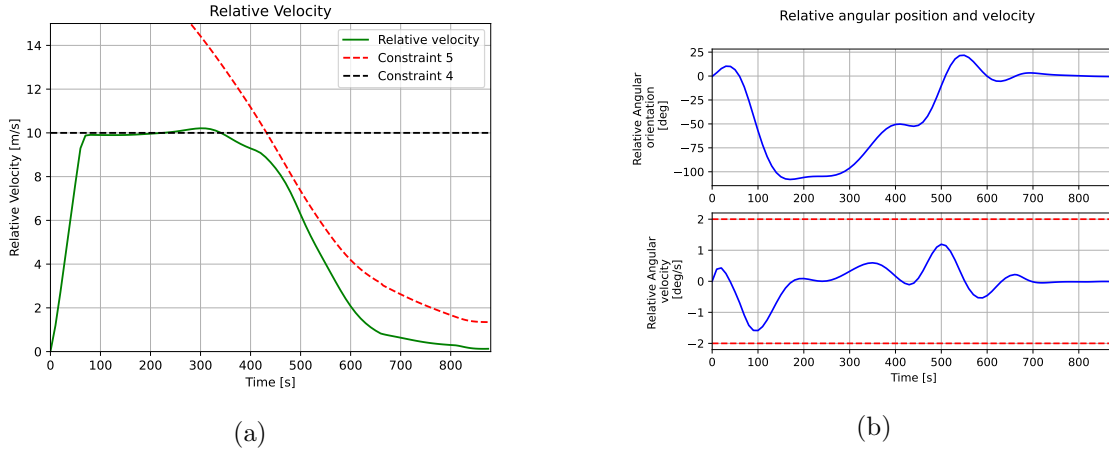 Relative Velocity
Relative Velocity [m/s]
14
12
10
8
6
4
2
0
Relative velocity
Constraint 5
Constraint 4
0 100 200 300 400 500 600 700 800
Time [s]
(a)
Relative angular position and velocity
Relative Angular
orientation
[deg]
25
0
−25
−50
−75
−100
0 100 200 300 400 500 600 700 800
Relative Angular
velocity
[deg/s]
2
1
0
−1
−2
0 100 200 300 400 500 600 700 800
Time [s]
(b)